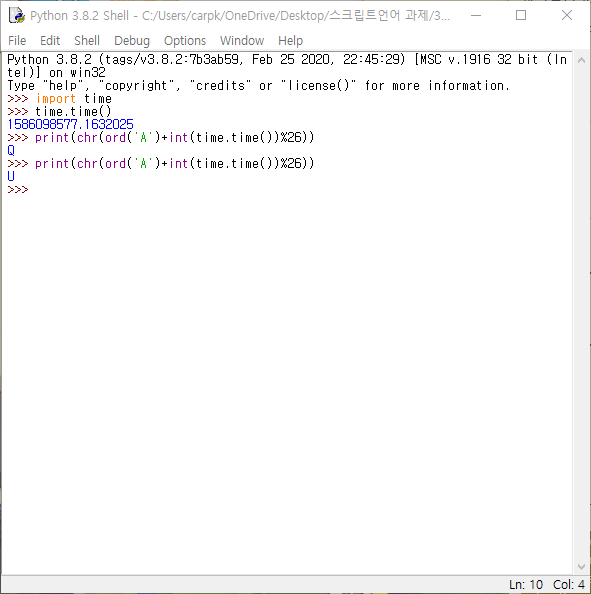 Python 3.8.2 Shell - C:/Users/carpk/OneDrive/Desktop/스크립트언어 과제/3...
File Edit Shell Debug Options Window Help
Python 3.8.2 (tags/v3.8.2:7b3ab59, Feb 25 2020, 22:45:29) [MSC v.1916 32 bit (In
tel)] on win32
Type "help", "copyright", "credits" or "license()" for more information.
>>> import time
>>> time.time()
1586098577.1632025
>>> print(chr(ord('A')+int(time.time())%26))
Q
>>> print(chr(ord('A')+int(time.time())%26))
U
>>>
Ln: 10 Col: 4